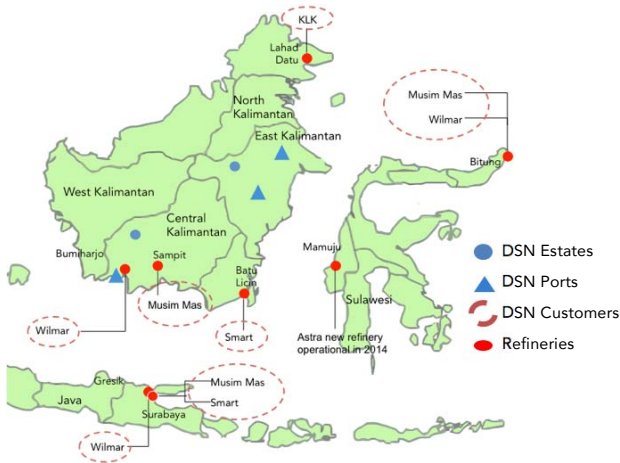 KLK
Lahad
Datu
North
Kalimantan
East Kalimantan
Musim Mas
Wilmar
Bitung
West Kalimantan
Central
Kalimantan
Bumiharjo
Sampit
Batu
Licin
Mamuju
Musim Mas
Sulawesi
Wilmar
Smart
Astra new refinery
operational in 2014
DSN Estates
DSN Ports
DSN Customers
Refineries
Gresik
Musim Mas
Java
Smart
Surabaya
Wilmar